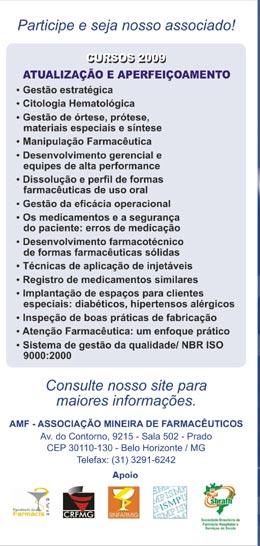 Participe e seja nosso associado!
CURSOS 2009
ATUALIZAÇÃO E APERFEIÇOAMENTO
• Gestão estratégica
• Citologia Hematológica
• Gestão de órtese, prótese,
materiais especiais e síntese
• Manipulação Farmacêutica
• Desenvolvimento gerencial e
equipes de alta performance
• Dissolução e perfil de formas
farmacêuticas de uso oral
• Gestão da eficácia operacional
• Os medicamentos e a segurança
do paciente: erros de medicação
• Desenvolvimento farmacotécnico
de formas farmacêuticas sólidas
• Técnicas de aplicação de injetáveis
• Registro de medicamentos similares
• Implantação de espaços para clientes
especiais: diabéticos, hipertensos alérgicos
• Inspeção de boas práticas de fabricação
• Atenção Farmacêutica: um enfoque prático
• Sistema de gestão da qualidade/ NBR ISO
9000:2000
Consulte nosso site para
maiores informações.
AMF - ASSOCIAÇÃO MINEIRA DE FARMACÊUTICOS
Av. do Contorno, 9215 - Sala 502 - Prado
CEP 30110-130 - Belo Horizonte / MG
Telefax: (31) 3291-6242
Apoio
Farmácia
CRFMG
SINFARMIG
ISMP
sbrafh
Sociedade Brasileira de
Farmácia Hospitalar e
Serviços de Saúde